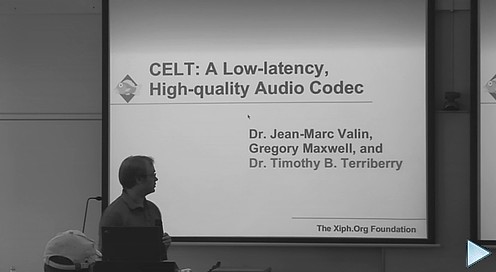 CELT: A Low-latency,
High-quality Audio Codec
Dr. Jean-Marc Valin,
Gregory Maxwell, and
Dr. Timothy B. Terriberry
The Xiph.Org Foundation